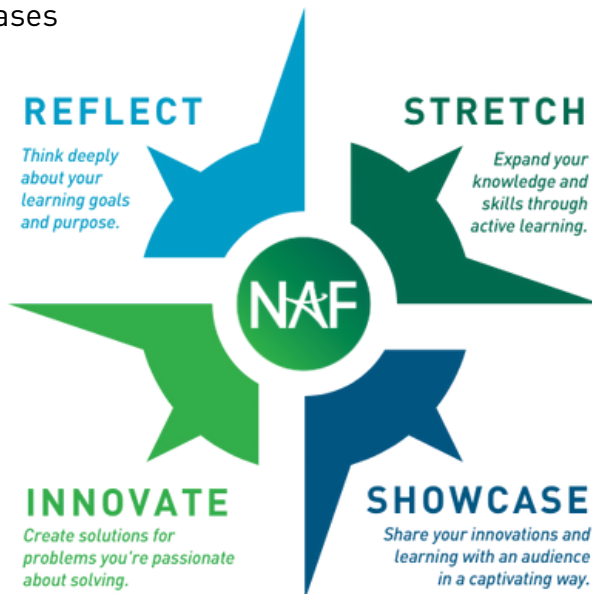 ases
REFLECT
Think deeply
about your
learning goals
and purpose.
STRETCH
Expand your
knowledge and
skills through
active learning.
NAF
INNOVATE
Create solutions for
problems you're passionate
about solving.
SHOWCASE
Share your innovations and
learning with an audience
in a captivating way.